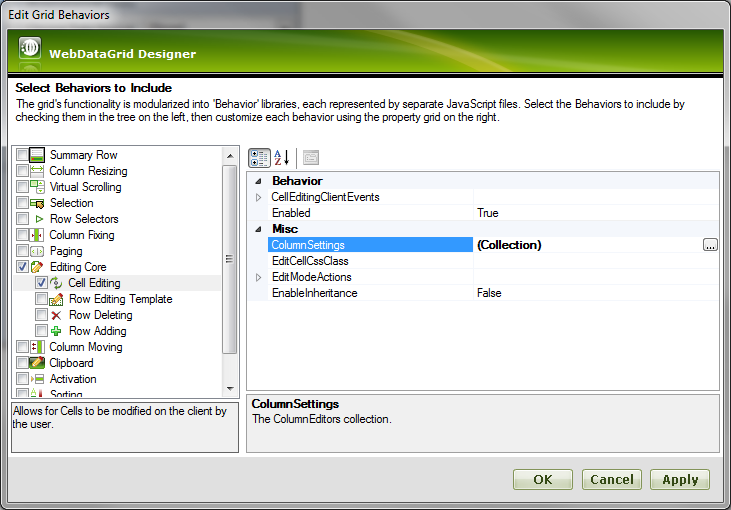 Edit Grid Behaviors
WebDataGrid Designer
Select Behaviors to Include
The grid's functionality is modularized into 'Behavior' libraries, each represented by separate JavaScript files. Select the Behaviors to include by
checking them in the tree on the left, then customize each behavior using the property grid on the right.
Summary Row
Column Resizing
Virtual Scrolling
Selection
Row Selectors
Column Fixing
Paging
Editing Core
Cell Editing
Row Editing Template
Row Deleting
Row Adding
Column Moving
Clipboard
Activation
Sorting
Allows for Cells to be modified on the client by
the user.
Behavior
CellEditingClientEvents
Enabled True
Misc
ColumnSettings (Collection) ...
EditCellCssClass
EditModeActions
EnableInheritance False
ColumnSettings
The ColumnEditors collection.
OK Cancel Apply